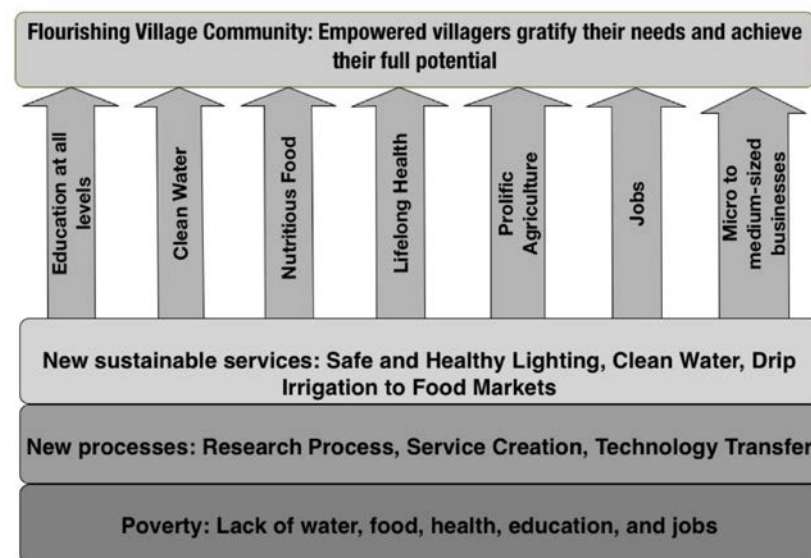 Flourishing Village Community: Empowered villagers gratify their needs and achieve
their full potential
Education at all
levels
Clean Water
Nutritious Food
Lifelong Health
Prolific
Agriculture
Jobs
Micro to
medium-sized
businesses
New sustainable services: Safe and Healthy Lighting, Clean Water, Drip
Irrigation to Food Markets
New processes: Research Process, Service Creation, Technology Transfer
Poverty: Lack of water, food, health, education, and jobs